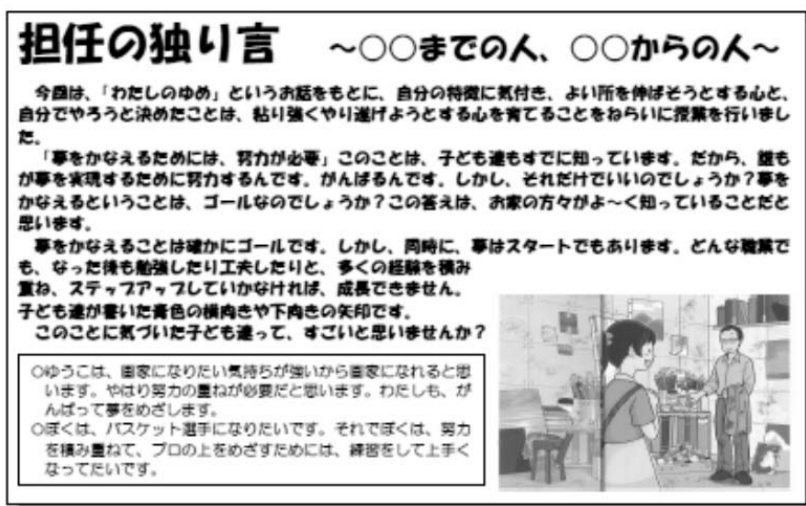 担任の独り言　～○○までの人、○○からの人～
今回は、「わたしのゆめ」というお話をもとに、自分の特徴に気付き、よい所を伸ばそうとする心と、
自分でやろうと決めたことは、粘り強くやり遂げようとする心を育てることをねらいに授業を行いまし
た。
「夢をかなえるためには、努力が必要」このことは、子ども達もすでに知っています。だから、誰も
が夢を実現するために努力するんです。がんばるんです。しかし、それだけでいいのでしょうか？夢を
かなえるということは、ゴールなのでしょうか？この答えは、お家の方々がよ～く知っていることだと
思います。
夢をかなえることは確かにゴールです。しかし、同時に、夢はスタートでもあります。どんな職業で
も、なった後も勉強したり工夫したりと、多くの経験を積み
重ね、ステップアップしていかなければ、成長できません。
子ども達が書いた青色の横向きや下向きの矢印です。
このことに気づいた子ども達って、すごいと思いませんか？
○ゆうこは、画家になりたい気持ちが強いから画家になれると思
います。やはり努力の重ねが必要だと思います。わたしも、が
んばって夢をめざします。
○ぼくは、バスケット選手になりたいです。それでぼくは、努力
を積み重ねて、プロの上をめざすためには、練習をして上手く
なってたいです。